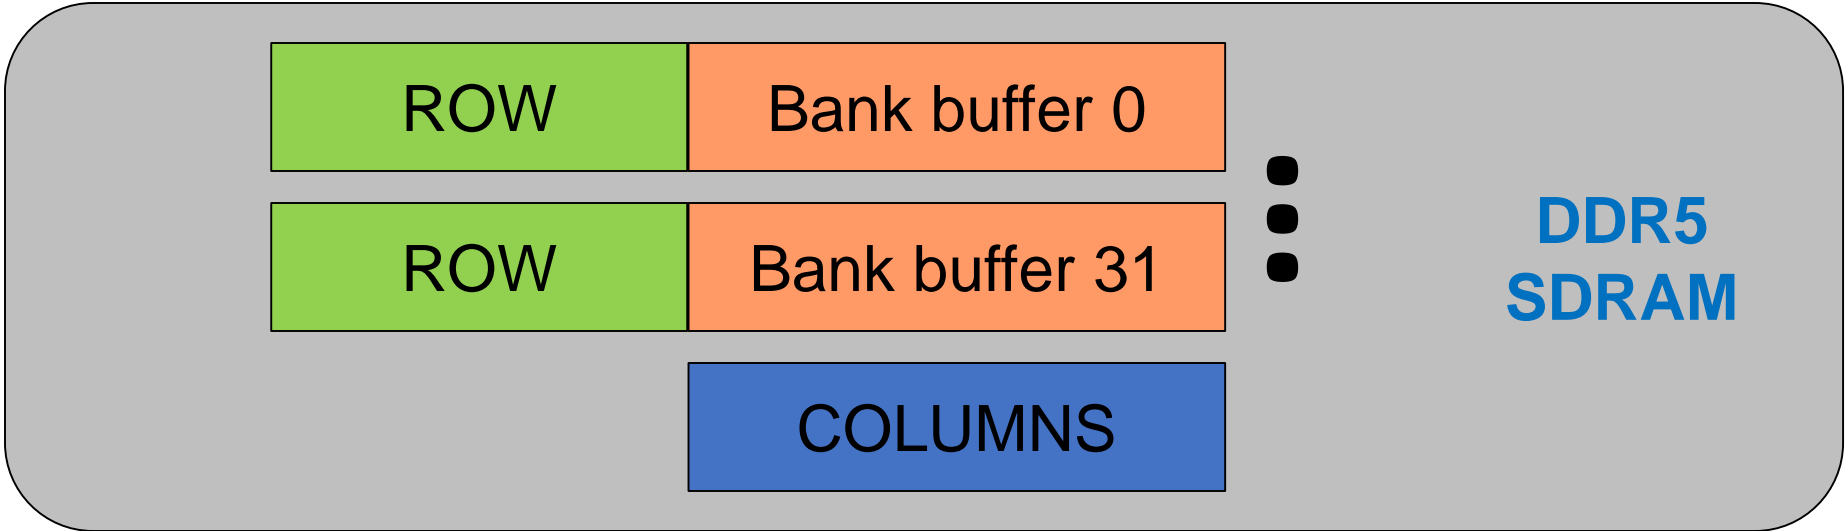 ROW Bank buffer 0
ROW Bank buffer 31
COLUMNS
DDR5
SDRAM